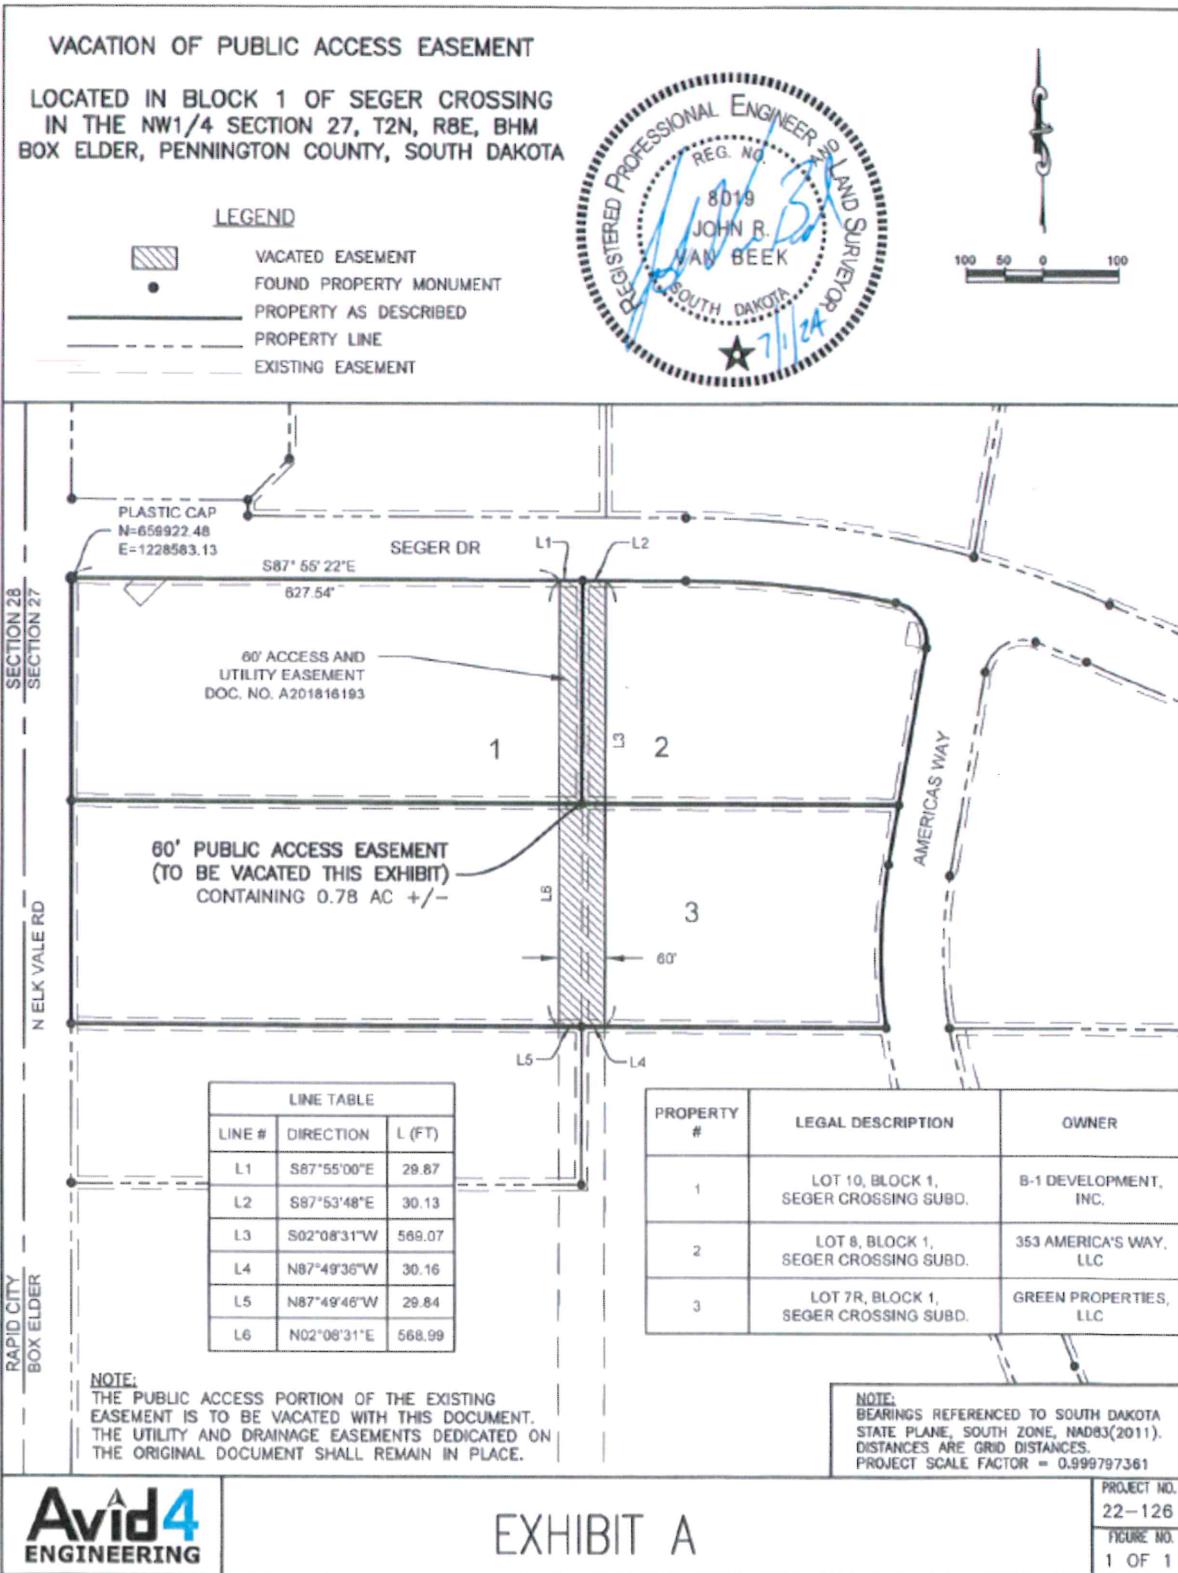 VACATION OF PUBLIC ACCESS EASEMENT
LOCATED IN BLOCK 1 OF SEGER CROSSING
IN THE NW1/4 SECTION 27, T2N, R8E, BHM
BOX ELDER, PENNINGTON COUNTY, SOUTH DAKOTA
LEGEND
VACATED EASEMENT
FOUND PROPERTY MONUMENT
PROPERTY AS DESCRIBED
PROPERTY LINE
EXISTING EASEMENT
REGISTERED PROFESSIONAL ENGINEER AND LAND SURVEYOR
REG. NO.
8019
JOHN R.
VAN BEEK
SOUTH DAKOTA
7/1/24
100 50 0 100
PLASTIC CAP
N=659922.48
E=1228583.13
SEGER DR
L1
L2
S87° 55' 22"E
627.54'
SECTION 28
SECTION 27
60' ACCESS AND
UTILITY EASEMENT
DOC. NO. A201816193
1
L3
2
AMERICAS WAY
60' PUBLIC ACCESS EASEMENT
(TO BE VACATED THIS EXHIBIT)
CONTAINING 0.78 AC +/-
L6
3
60'
N ELK VALE RD
L5
L4
LINE TABLE
LINE # DIRECTION L (FT)
L1 S87°55'00"E 29.87
L2 S87°53'48"E 30.13
L3 S02°08'31"W 569.07
L4 N87°49'36"W 30.16
L5 N87°49'46"W 29.84
L6 N02°08'31"E 568.99
PROPERTY
#
LEGAL DESCRIPTION
OWNER
1
LOT 10, BLOCK 1,
SEGER CROSSING SUBD.
B-1 DEVELOPMENT,
INC.
2
LOT 8, BLOCK 1,
SEGER CROSSING SUBD.
353 AMERICA'S WAY,
LLC
3
LOT 7R, BLOCK 1,
SEGER CROSSING SUBD.
GREEN PROPERTIES,
LLC
RAPID CITY
BOX ELDER
NOTE:
THE PUBLIC ACCESS PORTION OF THE EXISTING
EASEMENT IS TO BE VACATED WITH THIS DOCUMENT.
THE UTILITY AND DRAINAGE EASEMENTS DEDICATED ON
THE ORIGINAL DOCUMENT SHALL REMAIN IN PLACE.
NOTE:
BEARINGS REFERENCED TO SOUTH DAKOTA
STATE PLANE, SOUTH ZONE, NAD83(2011).
DISTANCES ARE GRID DISTANCES.
PROJECT SCALE FACTOR = 0.999797361
Avid4
ENGINEERING
EXHIBIT A
PROJECT NO.
22-126
FIGURE NO.
1 OF 1